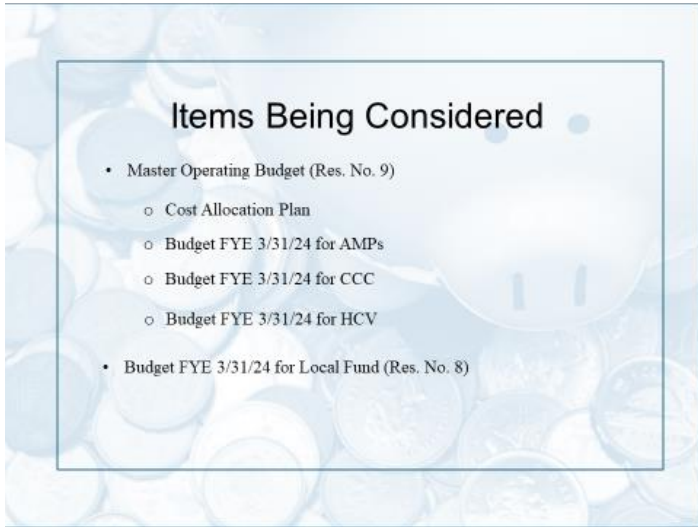 Items Being Considered
• Master Operating Budget (Res. No. 9)
o Cost Allocation Plan
o Budget FYE 3/31/24 for AMPs
o Budget FYE 3/31/24 for CCC
o Budget FYE 3/31/24 for HCV
• Budget FYE 3/31/24 for Local Fund (Res. No. 8)